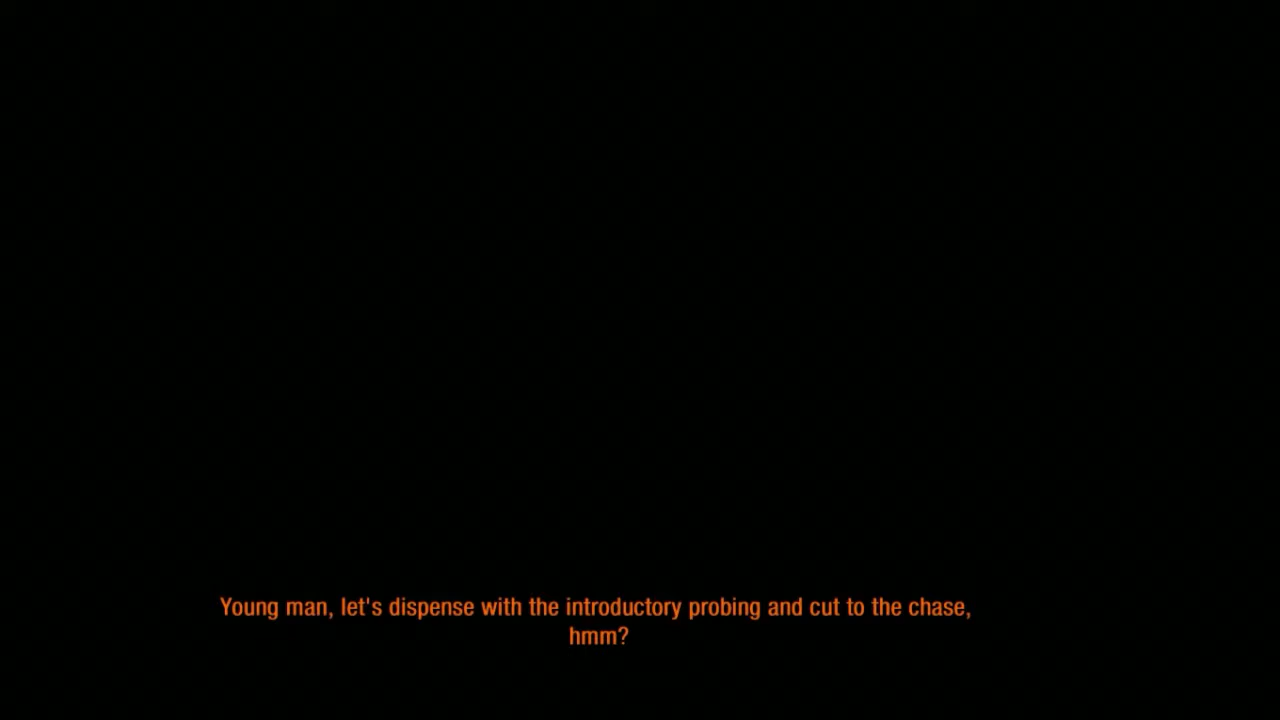 Young man, let's dispense with the introductory probing and cut to the chase,
hmm?